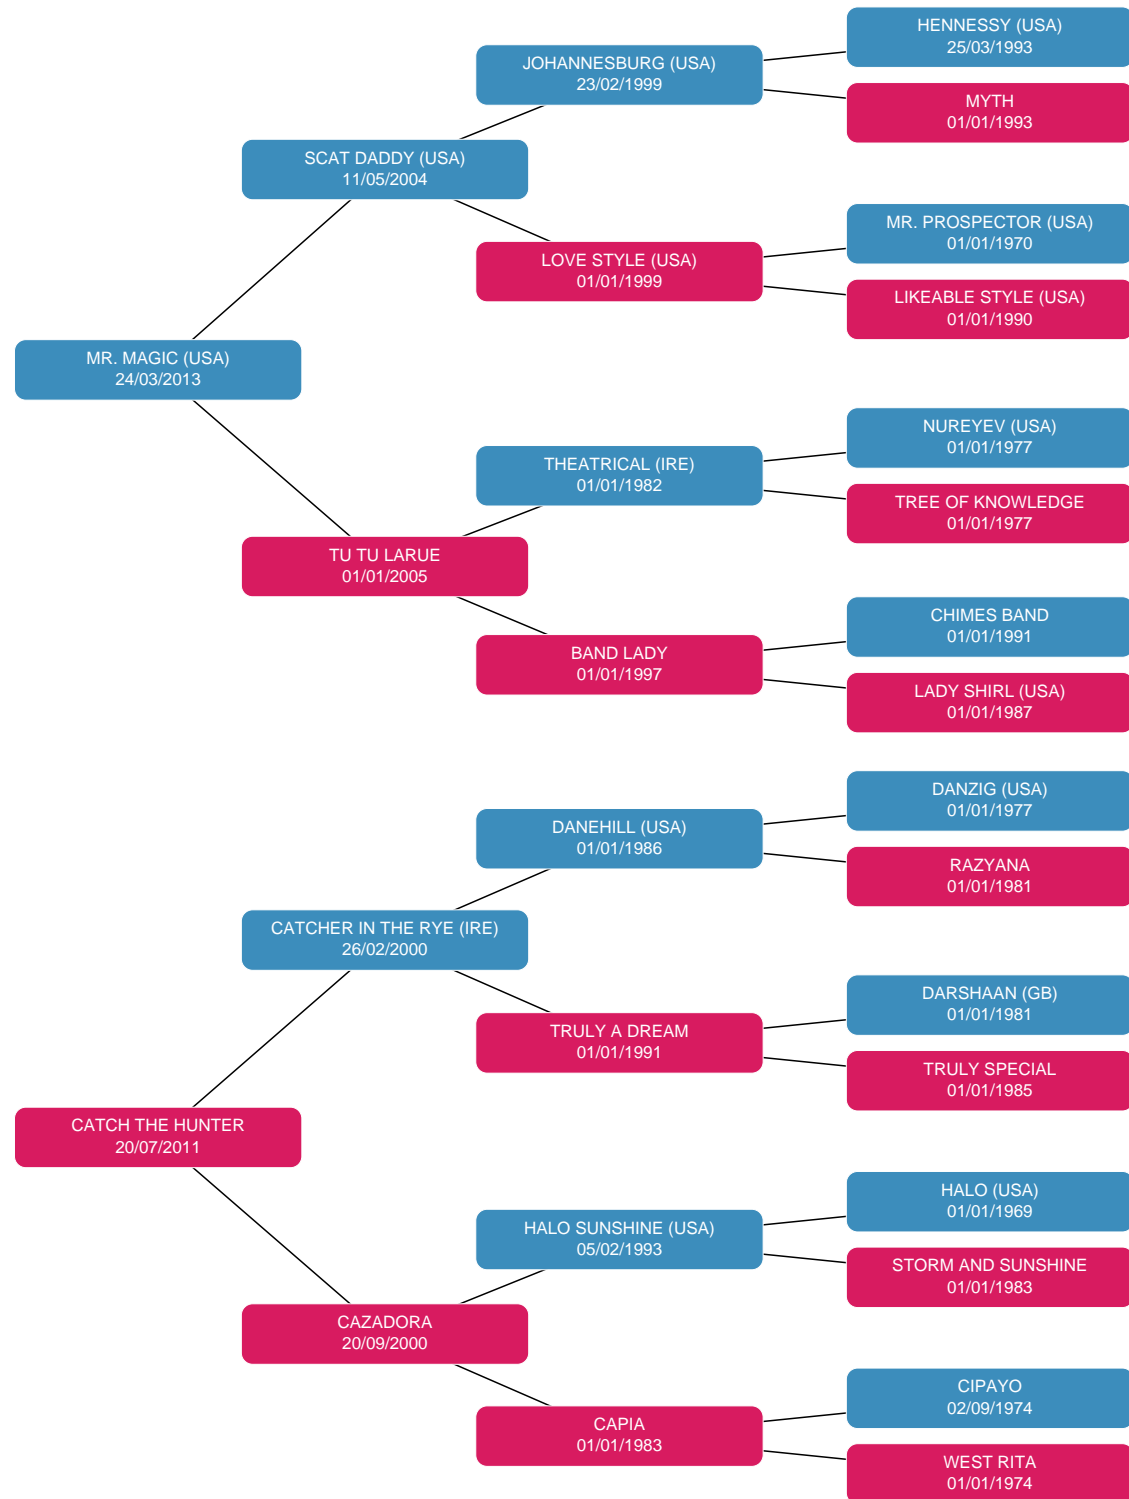 HENNESSY (USA)
25/03/1993
JOHANNESBURG (USA)
23/02/1999
MYTH
01/01/1993
SCAT DADDY (USA)
11/05/2004
MR. PROSPECTOR (USA)
01/01/1970
LOVE STYLE (USA)
01/01/1999
LIKEABLE STYLE (USA)
01/01/1990
MR. MAGIC (USA)
24/03/2013
NUREYEV (USA)
01/01/1977
THEATRICAL (IRE)
01/01/1982
TREE OF KNOWLEDGE
01/01/1977
TU TU LARUE
01/01/2005
CHIMES BAND
01/01/1991
BAND LADY
01/01/1997
LADY SHIRL (USA)
01/01/1987
DANZIG (USA)
01/01/1977
DANEHILL (USA)
01/01/1986
RAZYANA
01/01/1981
CATCHER IN THE RYE (IRE)
26/02/2000
DARSHAAN (GB)
01/01/1981
TRULY A DREAM
01/01/1991
TRULY SPECIAL
01/01/1985
CATCH THE HUNTER
20/07/2011
HALO (USA)
01/01/1969
HALO SUNSHINE (USA)
05/02/1993
STORM AND SUNSHINE
01/01/1983
CAZADORA
20/09/2000
CIPAYO
02/09/1974
CAPIA
01/01/1983
WEST RITA
01/01/1974